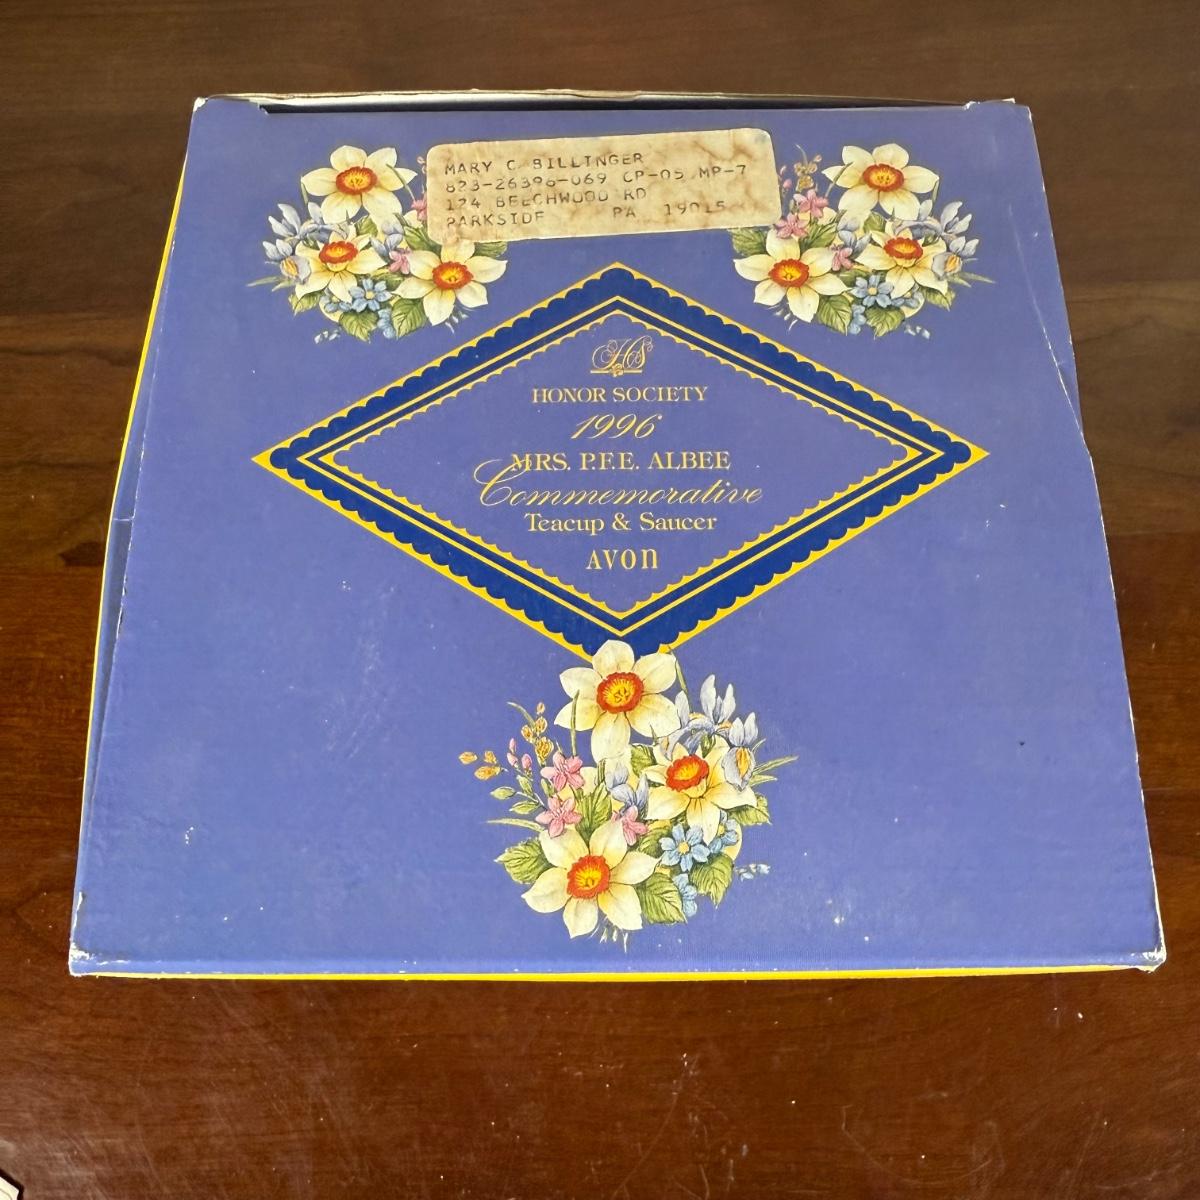 MARY C. BILLINGER
823-26396-069 CP-05 MP-7
124 BEECHWOOD RD
PARKSIDE PA 19015
HS
HONOR SOCIETY
1996
MRS. P.F.E. ALBEE
Commemorative
Teacup & Saucer
AVON